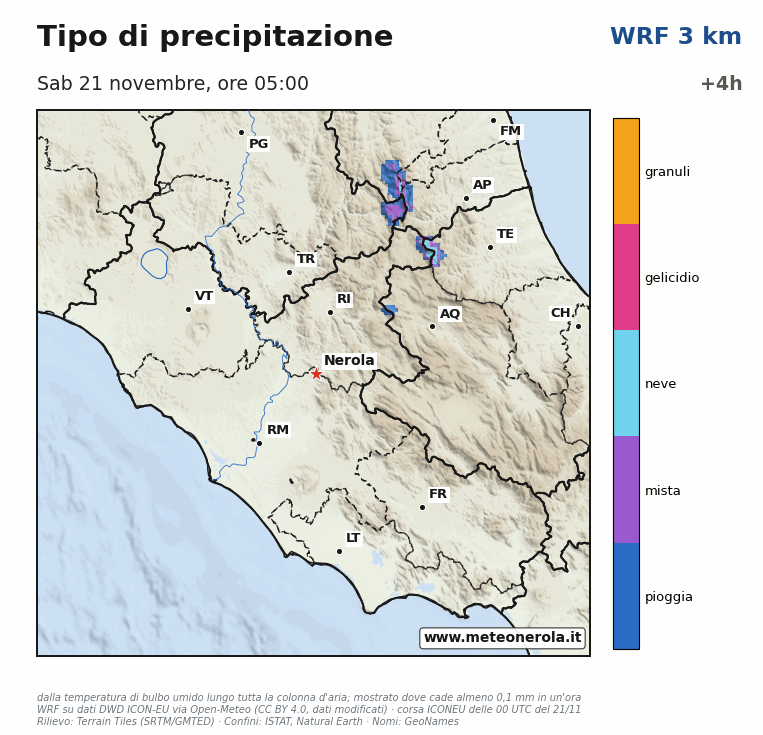 Tipo di precipitazione
WRF 3 km
Sab 21 novembre, ore 05:00
+4h
FM
PG
AP
TE
TR
VT
RI
AQ
CH
Nerola
RM
FR
LT
www.meteonerola.it
granuli
gelicidio
neve
mista
pioggia
dalla temperatura di bulbo umido lungo tutta la colonna d'aria; mostrato dove cade almeno 0,1 mm in un'ora
WRF su dati DWD ICON-EU via Open-Meteo (CC BY 4.0, dati modificati) · corsa ICONEU delle 00 UTC del 21/11
Rilievo: Terrain Tiles (SRTM/GMTED) · Confini: ISTAT, Natural Earth · Nomi: GeoNames